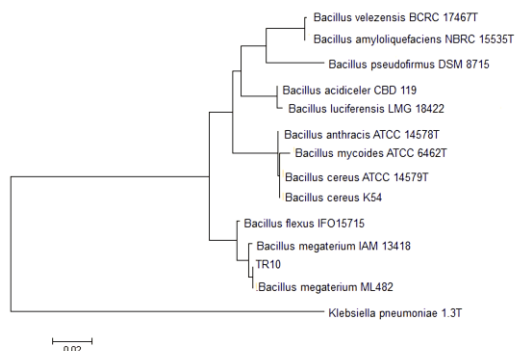 Bacillus velezensis BCRC 17467T
Bacillus amyloliquefaciens NBRC 15535T
Bacillus pseudofirmus DSM 8715
Bacillus acidiceler CBD 119
Bacillus luciferensis LMG 18422
Bacillus anthracis ATCC 14578T
Bacillus mycoides ATCC 6462T
Bacillus cereus ATCC 14579T
Bacillus cereus K54
Bacillus flexus IFO15715
Bacillus megaterium IAM 13418
TR10
Bacillus megaterium ML482
Klebsiella pneumoniae 1.3T
0.02